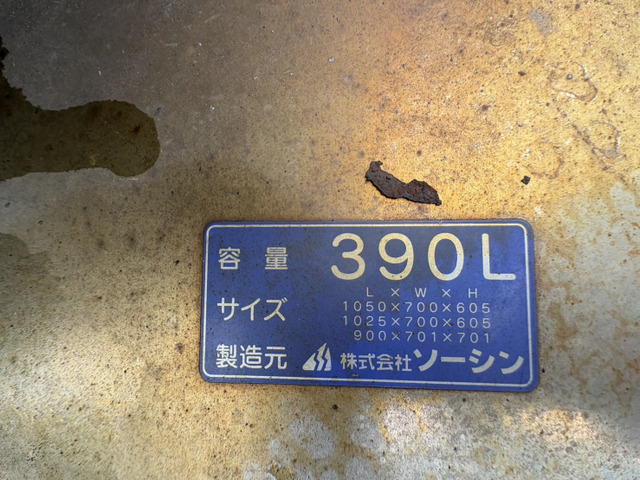 容量 390L
L × W × H
サイズ 1050×700×605
1025×700×605
900×701×701
製造元 株式会社ソーシン